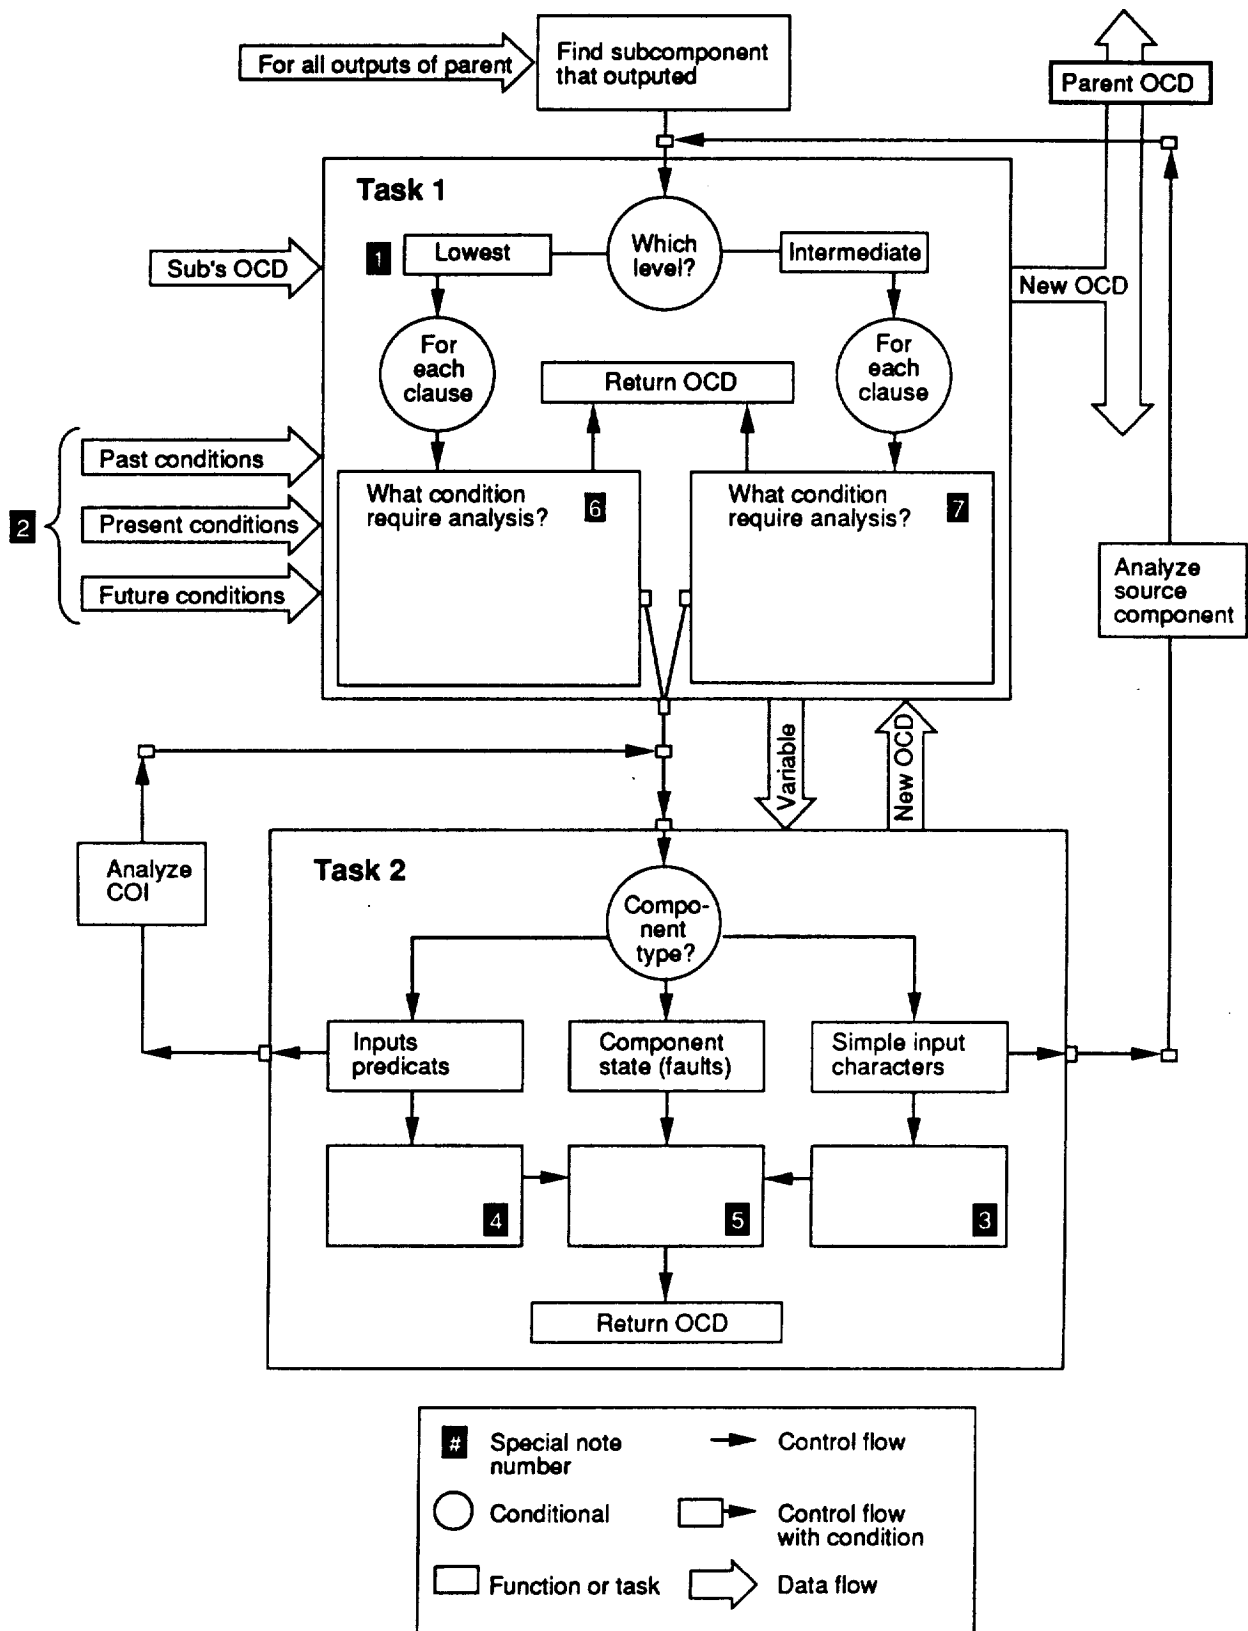 For all outputs of parent
Find subcomponent
that outputed
Parent OCD
Task 1
1
Lowest
Which
level?
Intermediate
Sub's OCD
New OCD
For
each
clause
Return OCD
For
each
clause
2
Past conditions
Present conditions
Future conditions
What condition
require analysis?
6
What condition
require analysis?
7
Analyze
source
component
Variable
New OCD
Analyze
COI
Task 2
Compo-
nent
type?
Inputs
predicats
Component
state (faults)
Simple input
characters
4
5
3
Return OCD
# Special note
number
Control flow
Conditional
Control flow
with condition
Function or task
Data flow